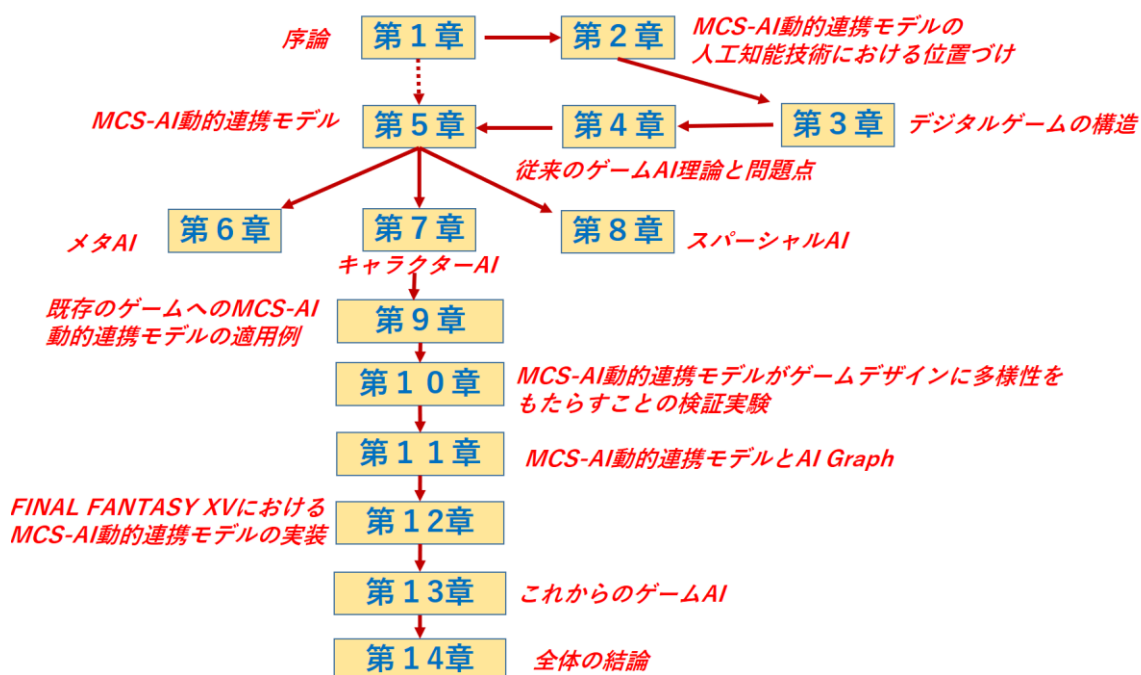 序論
第１章
第２章
MCS-AI動的連携モデルの
人工知能技術における位置づけ
MCS-AI動的連携モデル
第５章
第４章
第３章
デジタルゲームの構造
従来のゲームAI理論と問題点
メタAI
第６章
第７章
第８章
スパーシャルAI
キャラクターAI
既存のゲームへのMCS-AI
動的連携モデルの適用例
第９章
第１０章
MCS-AI動的連携モデルがゲームデザインに多様性を
もたらすことの検証実験
第１１章
MCS-AI動的連携モデルとAI Graph
FINAL FANTASY XVにおける
MCS-AI動的連携モデルの実装
第１２章
第１３章
これからのゲームAI
第１４章
全体の結論